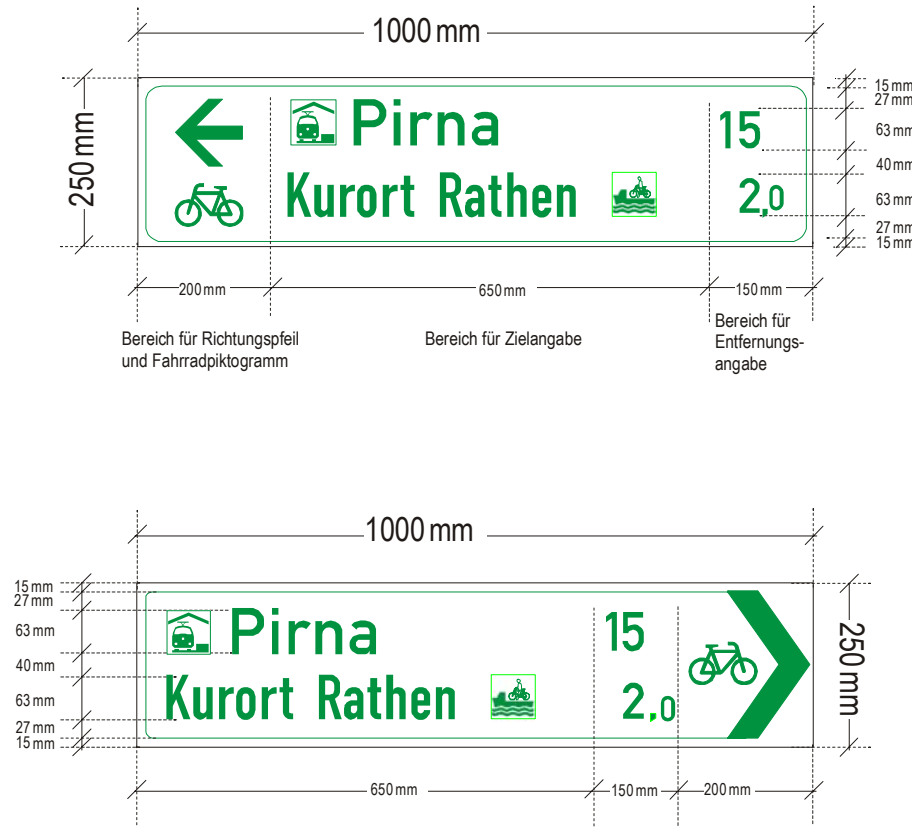 1000 mm
250 mm
15 mm
27 mm
63 mm
40 mm
63 mm
27 mm
15 mm
Pirna 15
Kurort Rathen 2,0
200 mm 650 mm 150 mm
Bereich für Richtungspfeil
und Fahrradpiktogramm
Bereich für Zielangabe
Bereich für
Entfernungs-
angabe
1000 mm
15 mm
27 mm
63 mm
40 mm
63 mm
27 mm
15 mm
Pirna 15
Kurort Rathen 2,0
250 mm
650 mm 150 mm 200 mm